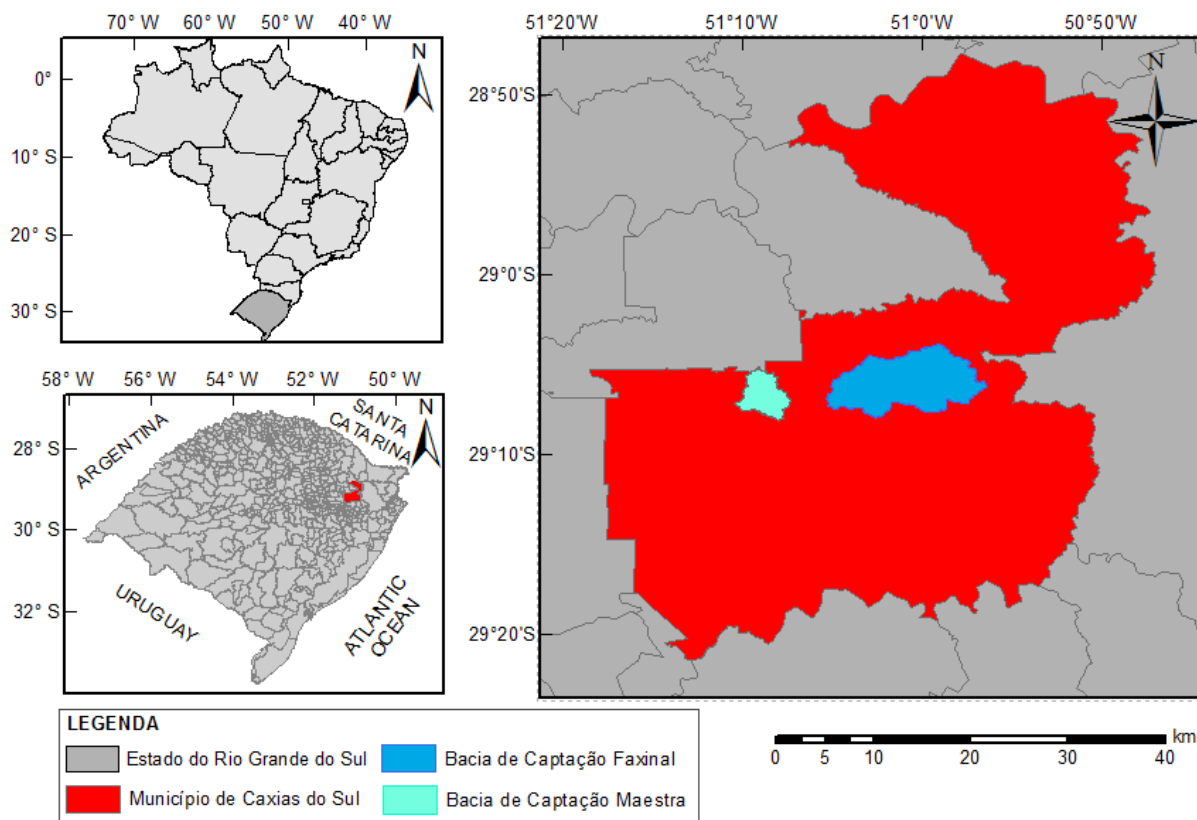 70° W 60° W 50° W 40° W
N
0°
10° S
20° S
30° S
58° W 56° W 54° W 52° W 50° W
N
28° S
30° S
32° S
ARGENTINA
SANTA
CATARINA
URUGUAY
ATLANTIC
OCEAN
51°20'W 51°10'W 51°0'W 50°50'W
N
28°50'S
29°0'S
29°10'S
29°20'S
LEGENDA
Estado do Rio Grande do Sul
Bacia de Captação Faxinal
Município de Caxias do Sul
Bacia de Captação Maestra
km
0 5 10 20 30 40